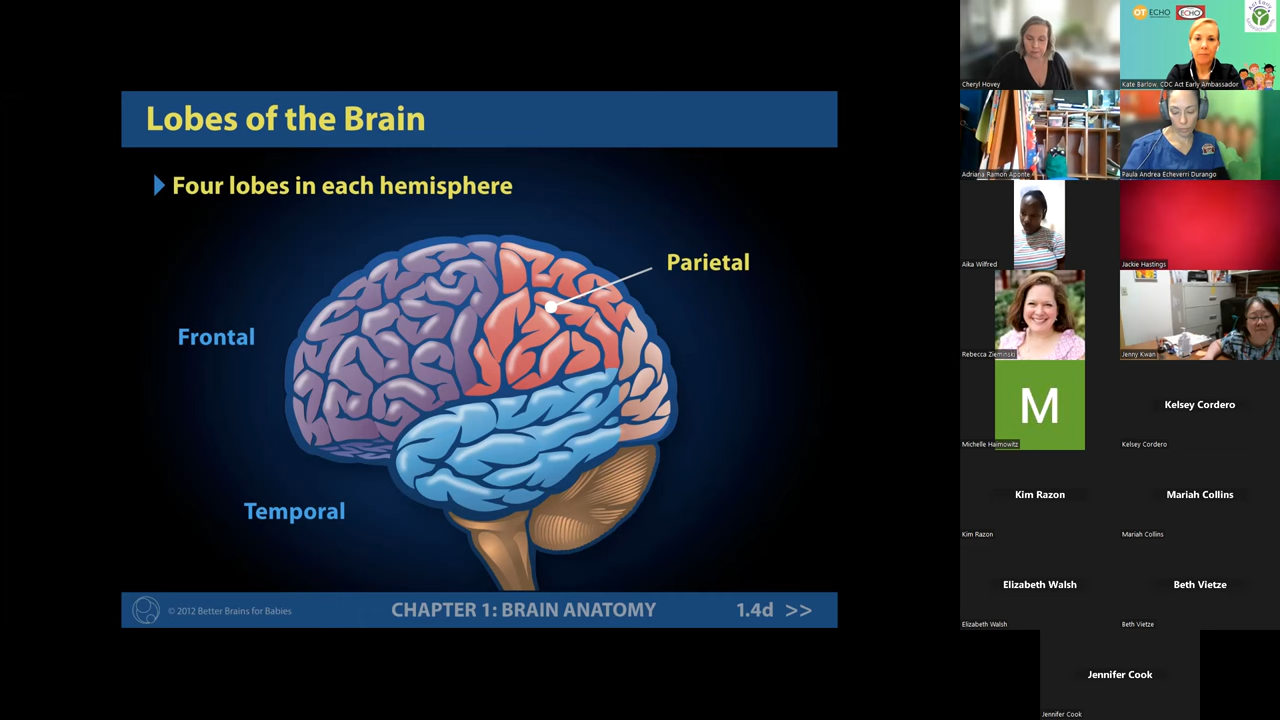 Lobes of the Brain
Four lobes in each hemisphere
Parietal
Frontal
Temporal
© 2012 Better Brains for Babies
CHAPTER 1: BRAIN ANATOMY
1.4d >>
Cheryl Hovey
OT ECHO
ECHO
Act Early
Kate Barlow, CDC Act Early Ambassador
Adriana Ramon Aponte
Paula Andrea Echeverri Durango
Aika Wilfred
Jackie Hastings
Rebecca Zieminski
Jenny Kwan
M
Michelle Haimowitz
Kelsey Cordero
Kelsey Cordero
Kim Razon
Kim Razon
Mariah Collins
Mariah Collins
Elizabeth Walsh
Elizabeth Walsh
Beth Vietze
Beth Vietze
Jennifer Cook
Jennifer Cook